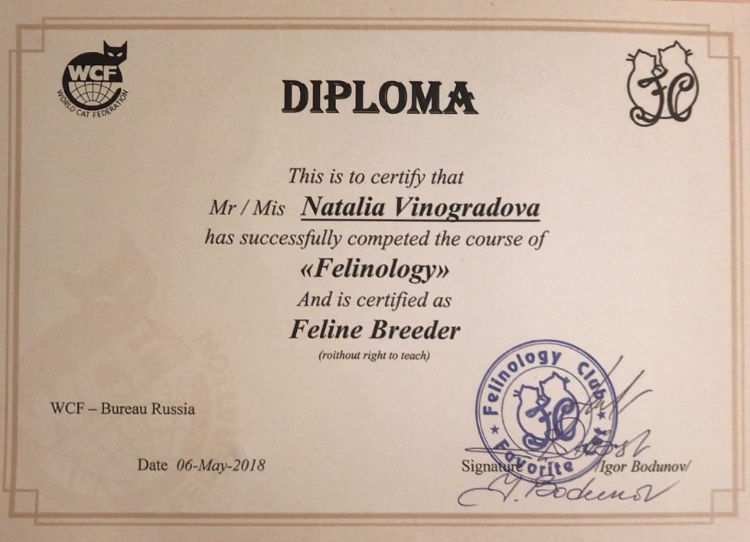 WCF
WORLD CAT FEDERATION
FC
DIPLOMA
This is to certify that
Mr / Mis Natalia Vinogradova
has successfully competed the course of
«Felinology»
And is certified as
Feline Breeder
(roithout right to teach)
WCF – Bureau Russia
Felinology Club
FC
Favorite Cat
Date 06-May-2018
Signature /Igor Bodunov/
I. Bodunov